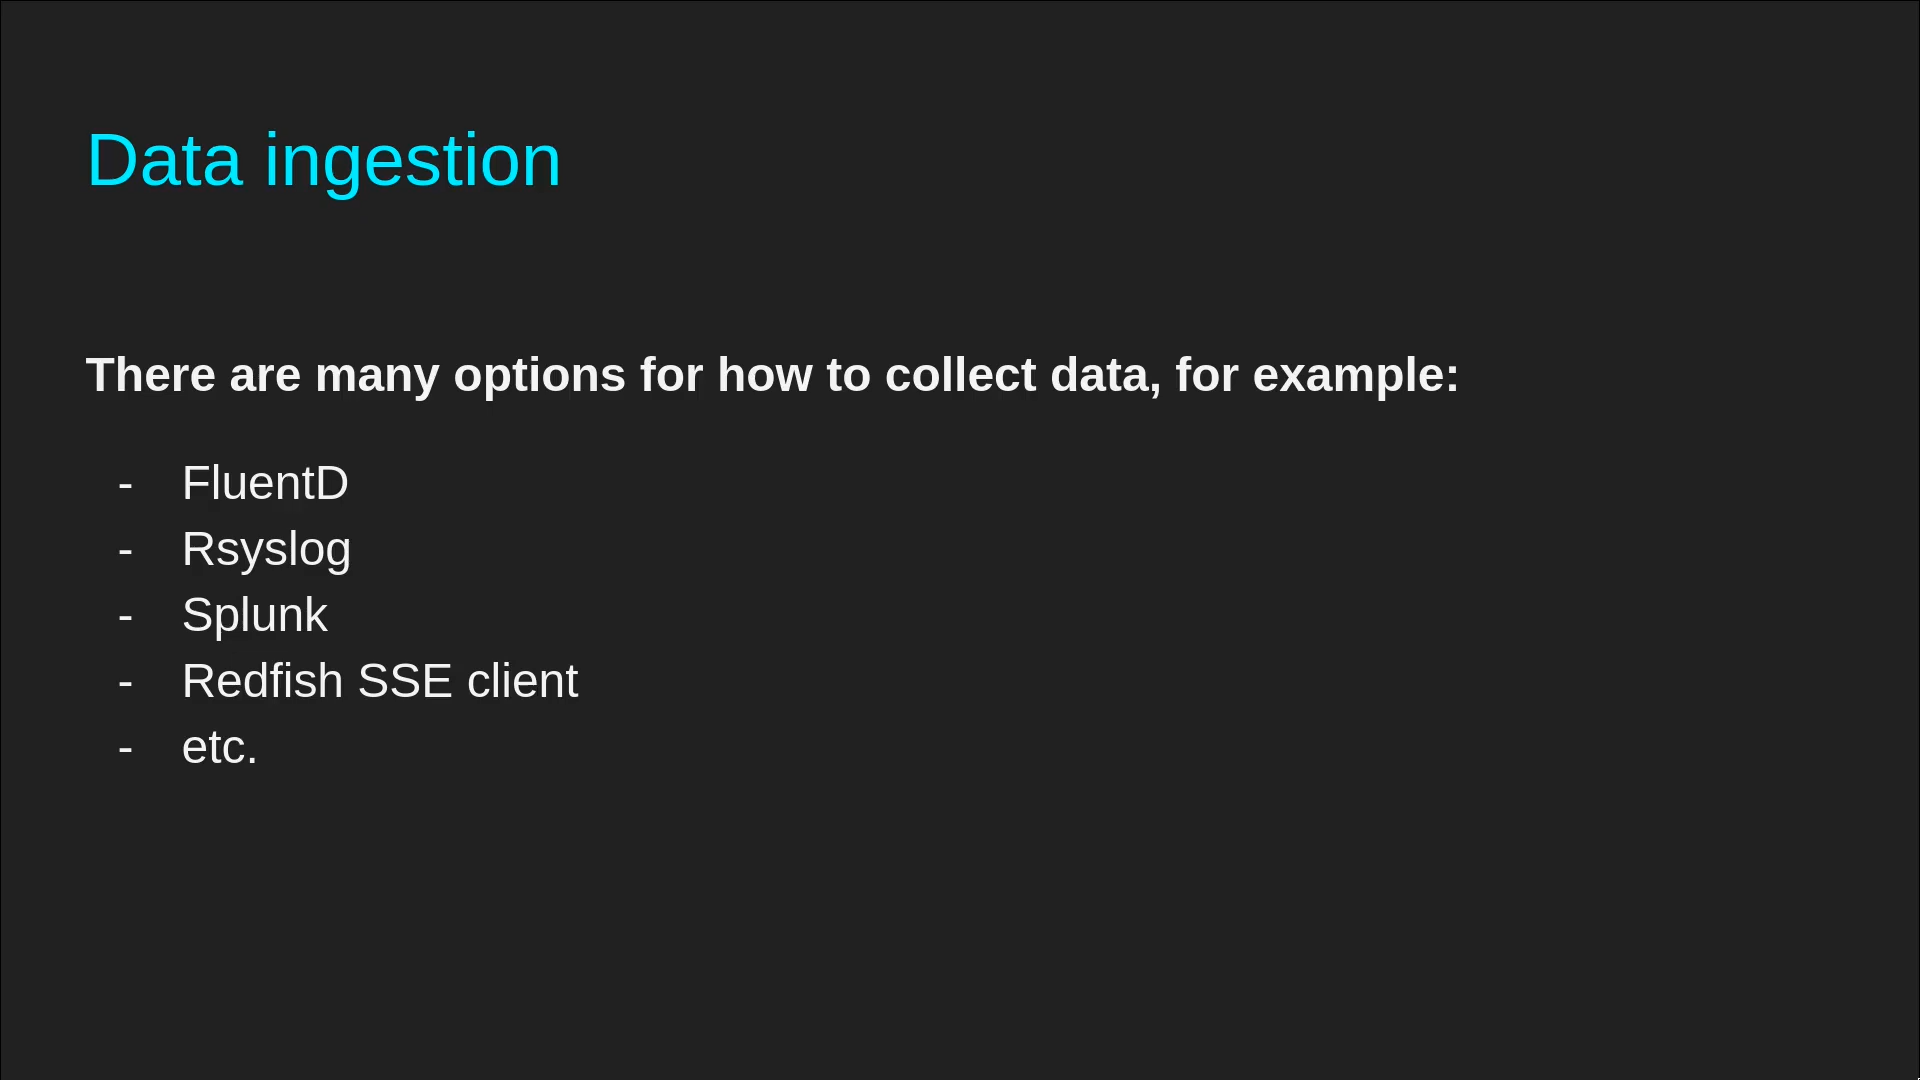 Data ingestion
There are many options for how to collect data, for example:
- FluentD
- Rsyslog
- Splunk
- Redfish SSE client
- etc.